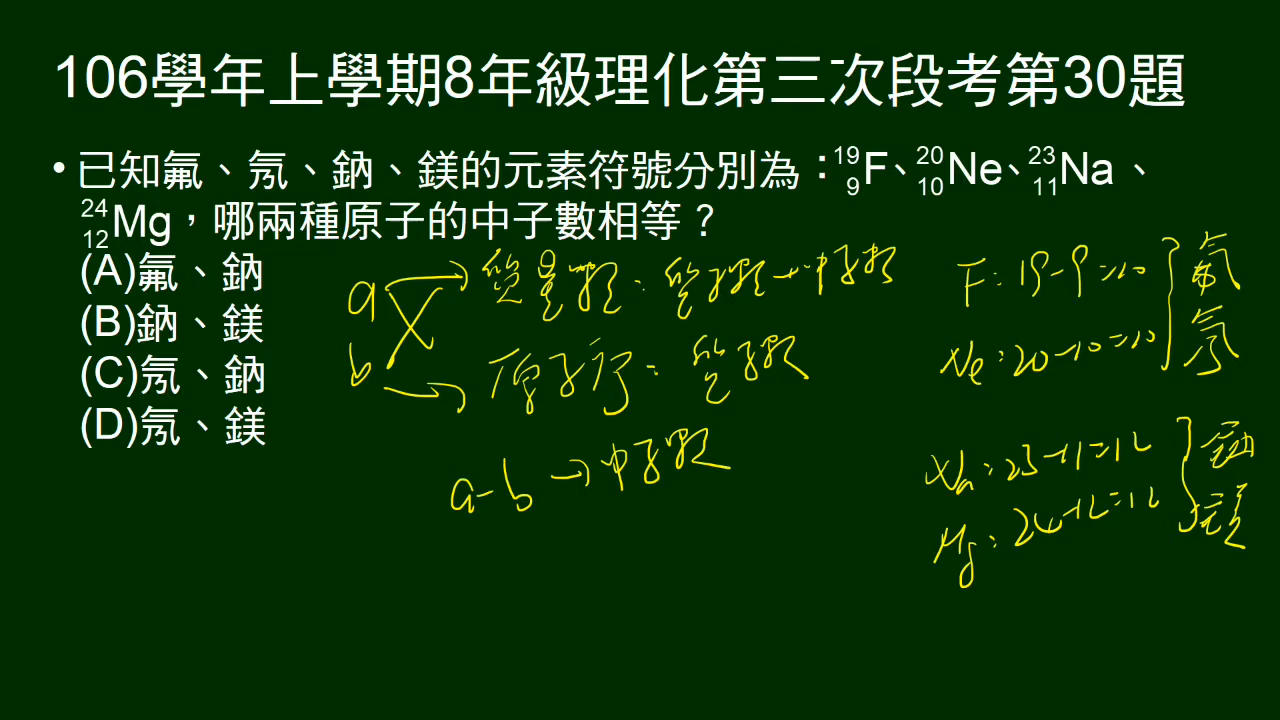 106學年上學期8年級理化第三次段考第30題
• 已知氟、氖、鈉、鎂的元素符號分別為：¹⁹₉F、²⁰₁₀Ne、²³₁₁Na、
²⁴₁₂Mg，哪兩種原子的中子數相等？
(A)氟、鈉
(B)鈉、鎂
(C)氖、鈉
(D)氖、鎂
a
質量數：質子數+中子數
b
原子序：質子數
a-b→中子數
F：19-9=10
氟
Ne：20-10=10
氖
Na：23-11=12
鈉
Mg：24-12=12
鎂